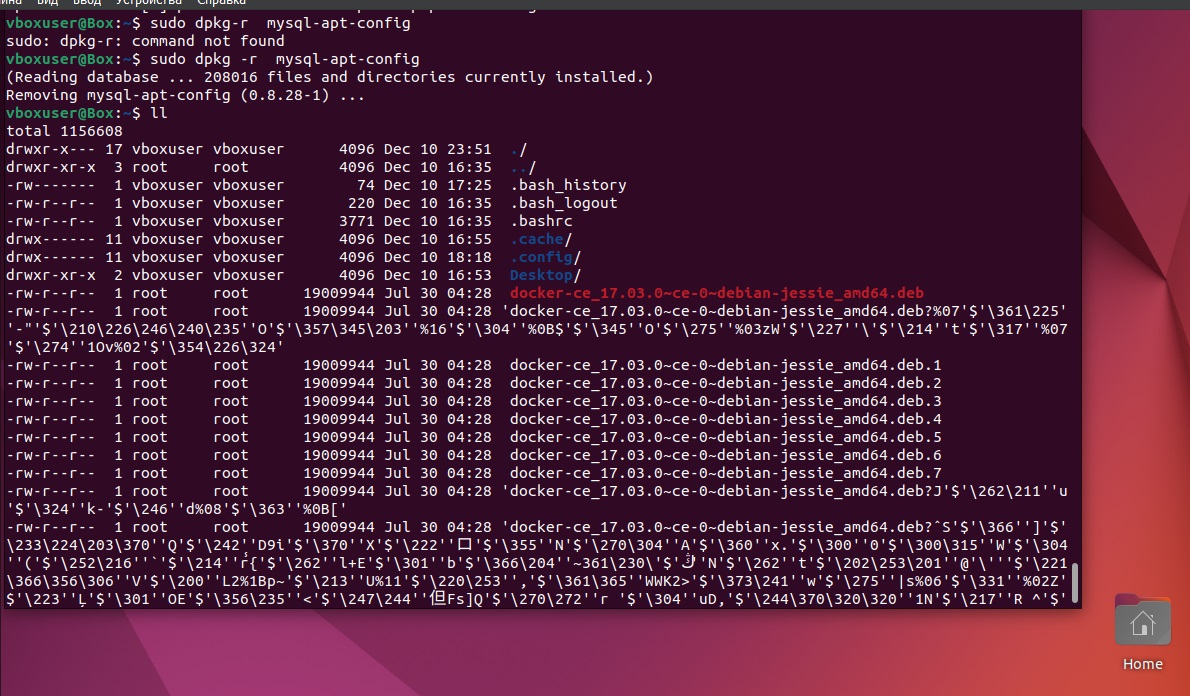 Вид Ввод Устройства Справка
vboxuser@Box:~$ sudo dpkg-r  mysql-apt-config
sudo: dpkg-r: command not found
vboxuser@Box:~$ sudo dpkg -r  mysql-apt-config
(Reading database ... 208016 files and directories currently installed.)
Removing mysql-apt-config (0.8.28-1) ...
vboxuser@Box:~$ ll
total 1156608
drwxr-x--- 17 vboxuser vboxuser     4096 Dec 10 23:51  ./
drwxr-xr-x  3 root     root         4096 Dec 10 16:35  ../
-rw-------  1 vboxuser vboxuser       74 Dec 10 17:25  .bash_history
-rw-r--r--  1 vboxuser vboxuser      220 Dec 10 16:35  .bash_logout
-rw-r--r--  1 vboxuser vboxuser     3771 Dec 10 16:35  .bashrc
drwx------ 11 vboxuser vboxuser     4096 Dec 10 16:55  .cache/
drwx------ 11 vboxuser vboxuser     4096 Dec 10 18:18  .config/
drwxr-xr-x  2 vboxuser vboxuser     4096 Dec 10 16:53  Desktop/
-rw-r--r--  1 root     root     19009944 Jul 30 04:28  docker-ce_17.03.0~ce-0~debian-jessie_amd64.deb
-rw-r--r--  1 root     root     19009944 Jul 30 04:28 'docker-ce_17.03.0~ce-0~debian-jessie_amd64.deb?%07'$'\361\225'
'-"'$'\210\226\246\240\235''O'$'\357\345\203''%16'$'\304''%0B$'$'\345''O'$'\275''%03zW'$'\227''\'$'\214''t'$'\317''%07
'$'\274''1Ov%02'$'\354\226\324'
-rw-r--r--  1 root     root     19009944 Jul 30 04:28  docker-ce_17.03.0~ce-0~debian-jessie_amd64.deb.1
-rw-r--r--  1 root     root     19009944 Jul 30 04:28  docker-ce_17.03.0~ce-0~debian-jessie_amd64.deb.2
-rw-r--r--  1 root     root     19009944 Jul 30 04:28  docker-ce_17.03.0~ce-0~debian-jessie_amd64.deb.3
-rw-r--r--  1 root     root     19009944 Jul 30 04:28  docker-ce_17.03.0~ce-0~debian-jessie_amd64.deb.4
-rw-r--r--  1 root     root     19009944 Jul 30 04:28  docker-ce_17.03.0~ce-0~debian-jessie_amd64.deb.5
-rw-r--r--  1 root     root     19009944 Jul 30 04:28  docker-ce_17.03.0~ce-0~debian-jessie_amd64.deb.6
-rw-r--r--  1 root     root     19009944 Jul 30 04:28  docker-ce_17.03.0~ce-0~debian-jessie_amd64.deb.7
-rw-r--r--  1 root     root     19009944 Jul 30 04:28 'docker-ce_17.03.0~ce-0~debian-jessie_amd64.deb?J'$'\262\211''u
'$'\324''k-'$'\246''d%08'$'\363''%0B['
-rw-r--r--  1 root     root     19009944 Jul 30 04:28 'docker-ce_17.03.0~ce-0~debian-jessie_amd64.deb?^S'$'\366'']'$'
\233\224\203\370''Q'$'\242''D9i'$'\370''X'$'\222'' '$'\355''N'$'\270\304'' '$'\360''x.'$'\300''0'$'\300\315''W'$'\304
''('$'\252\216''`'$'\214''r{'$'\262''l+E'$'\301''b'$'\366\204''~361\230\'$' 'N'$'\262''t'$'\202\253\201''@'\'''$'\221
\366\356\306''V'$'\200''L2%1Bp~'$'\213''U%11'$'\220\253'','$'\361\365''WWK2>'$'\373\241''w'$'\275''|s%06'$'\331''%02Z'
$'\223''Ļ'$'\301''OE'$'\356\235''<'$'\247\244''但Fs]Q'$'\270\272''r '$'\304''uD,'$'\244\370\320\320''1N'$'\217''R ^'$'
Home